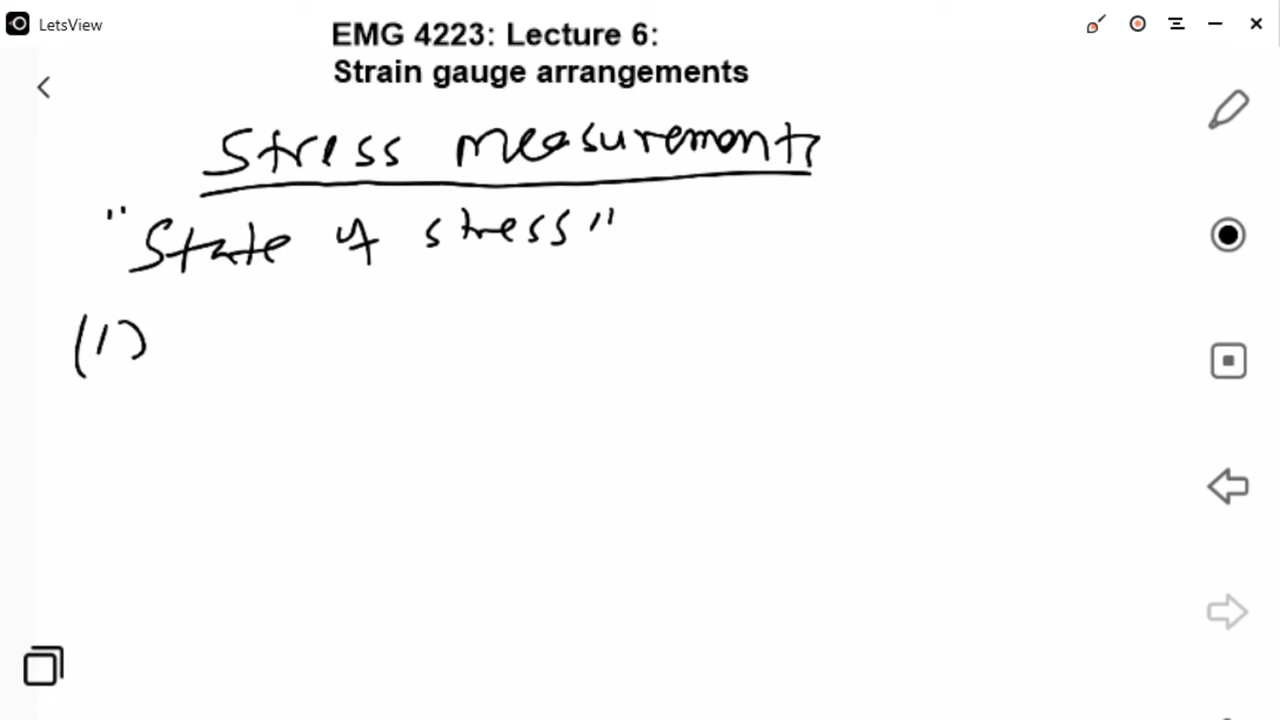 LetsView
EMG 4223: Lecture 6:
Strain gauge arrangements
Stress measurements
"State of stress"
(1)